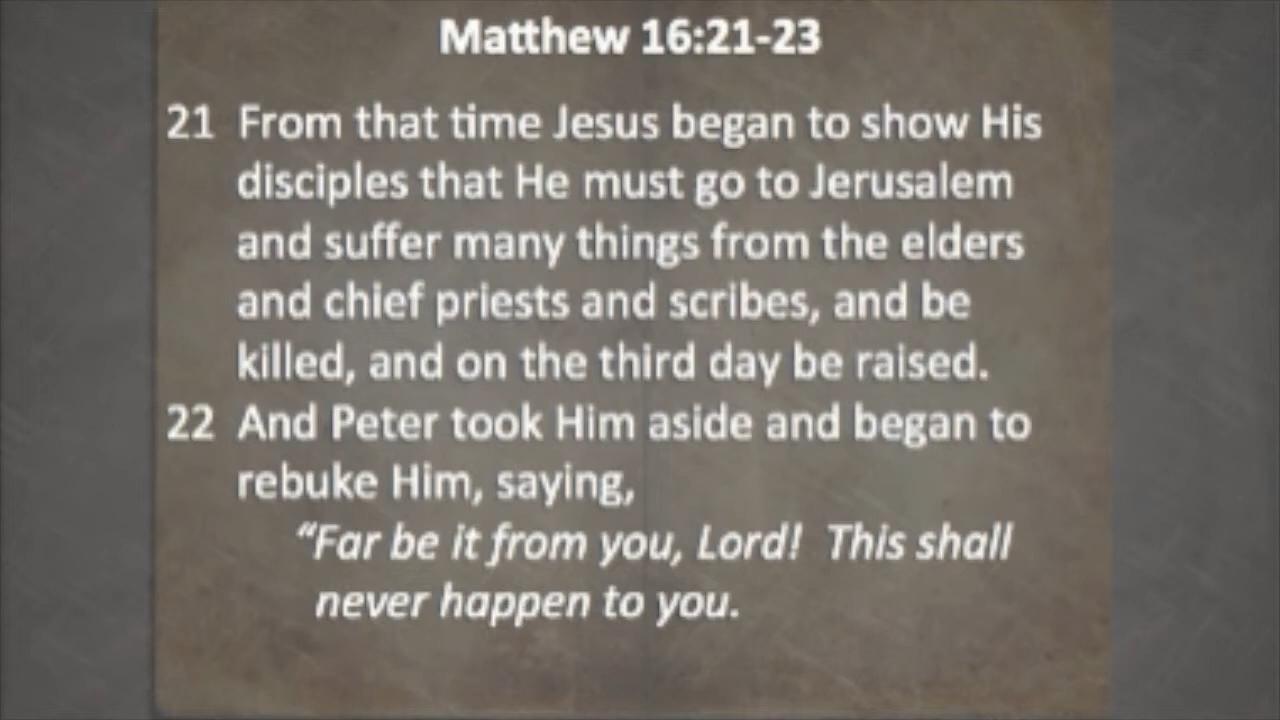 Matthew 16:21-23
21 From that time Jesus began to show His
disciples that He must go to Jerusalem
and suffer many things from the elders
and chief priests and scribes, and be
killed, and on the third day be raised.
22 And Peter took Him aside and began to
rebuke Him, saying,
“Far be it from you, Lord! This shall
never happen to you.